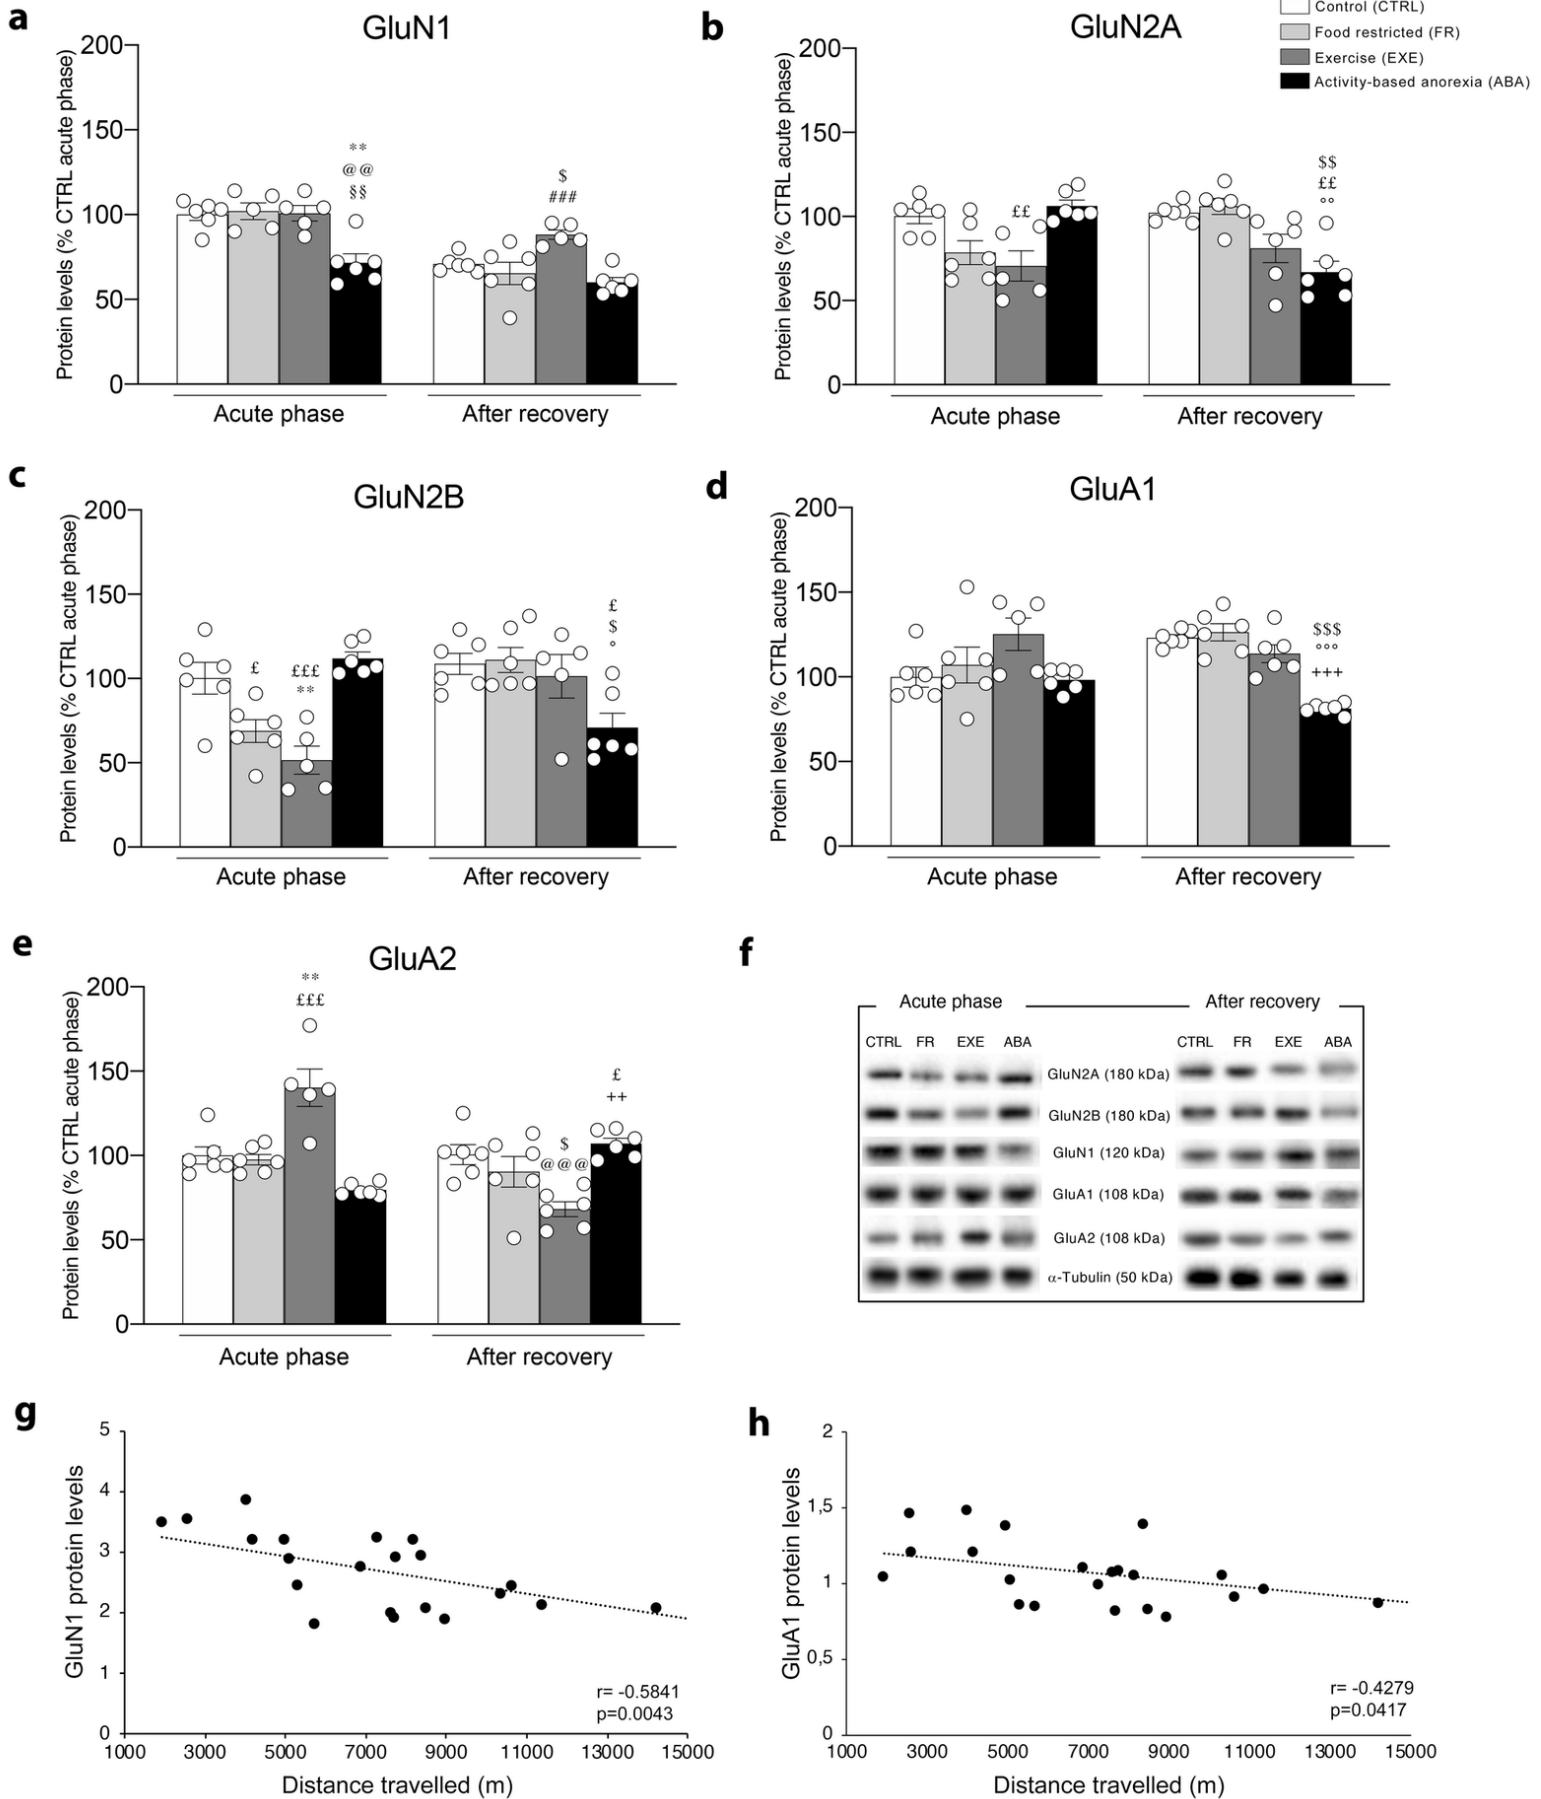 a
GluN1
Protein levels (% CTRL acute phase)
200
150
100
50
0
**
@@
§§
$
###
Acute phase
After recovery
b
GluN2A
Control (CTRL)
Food restricted (FR)
Exercise (EXE)
Activity-based anorexia (ABA)
Protein levels (% CTRL acute phase)
200
150
100
50
0
££
$$
££
°°
Acute phase
After recovery
c
GluN2B
Protein levels (% CTRL acute phase)
200
150
100
50
0
£
£££
**
£
$
°
Acute phase
After recovery
d
GluA1
Protein levels (% CTRL acute phase)
200
150
100
50
0
$$$
°°°
+++
Acute phase
After recovery
e
GluA2
Protein levels (% CTRL acute phase)
200
150
100
50
0
**
£££
$
@@@
£
++
Acute phase
After recovery
f
Acute phase
After recovery
CTRL FR EXE ABA
CTRL FR EXE ABA
GluN2A (180 kDa)
GluN2B (180 kDa)
GluN1 (120 kDa)
GluA1 (108 kDa)
GluA2 (108 kDa)
α-Tubulin (50 kDa)
g
GluN1 protein levels
5
4
3
2
1
0
r= -0.5841
p=0.0043
1000 3000 5000 7000 9000 11000 13000 15000
Distance travelled (m)
h
GluA1 protein levels
2
1,5
1
0,5
0
r= -0.4279
p=0.0417
1000 3000 5000 7000 9000 11000 13000 15000
Distance travelled (m)